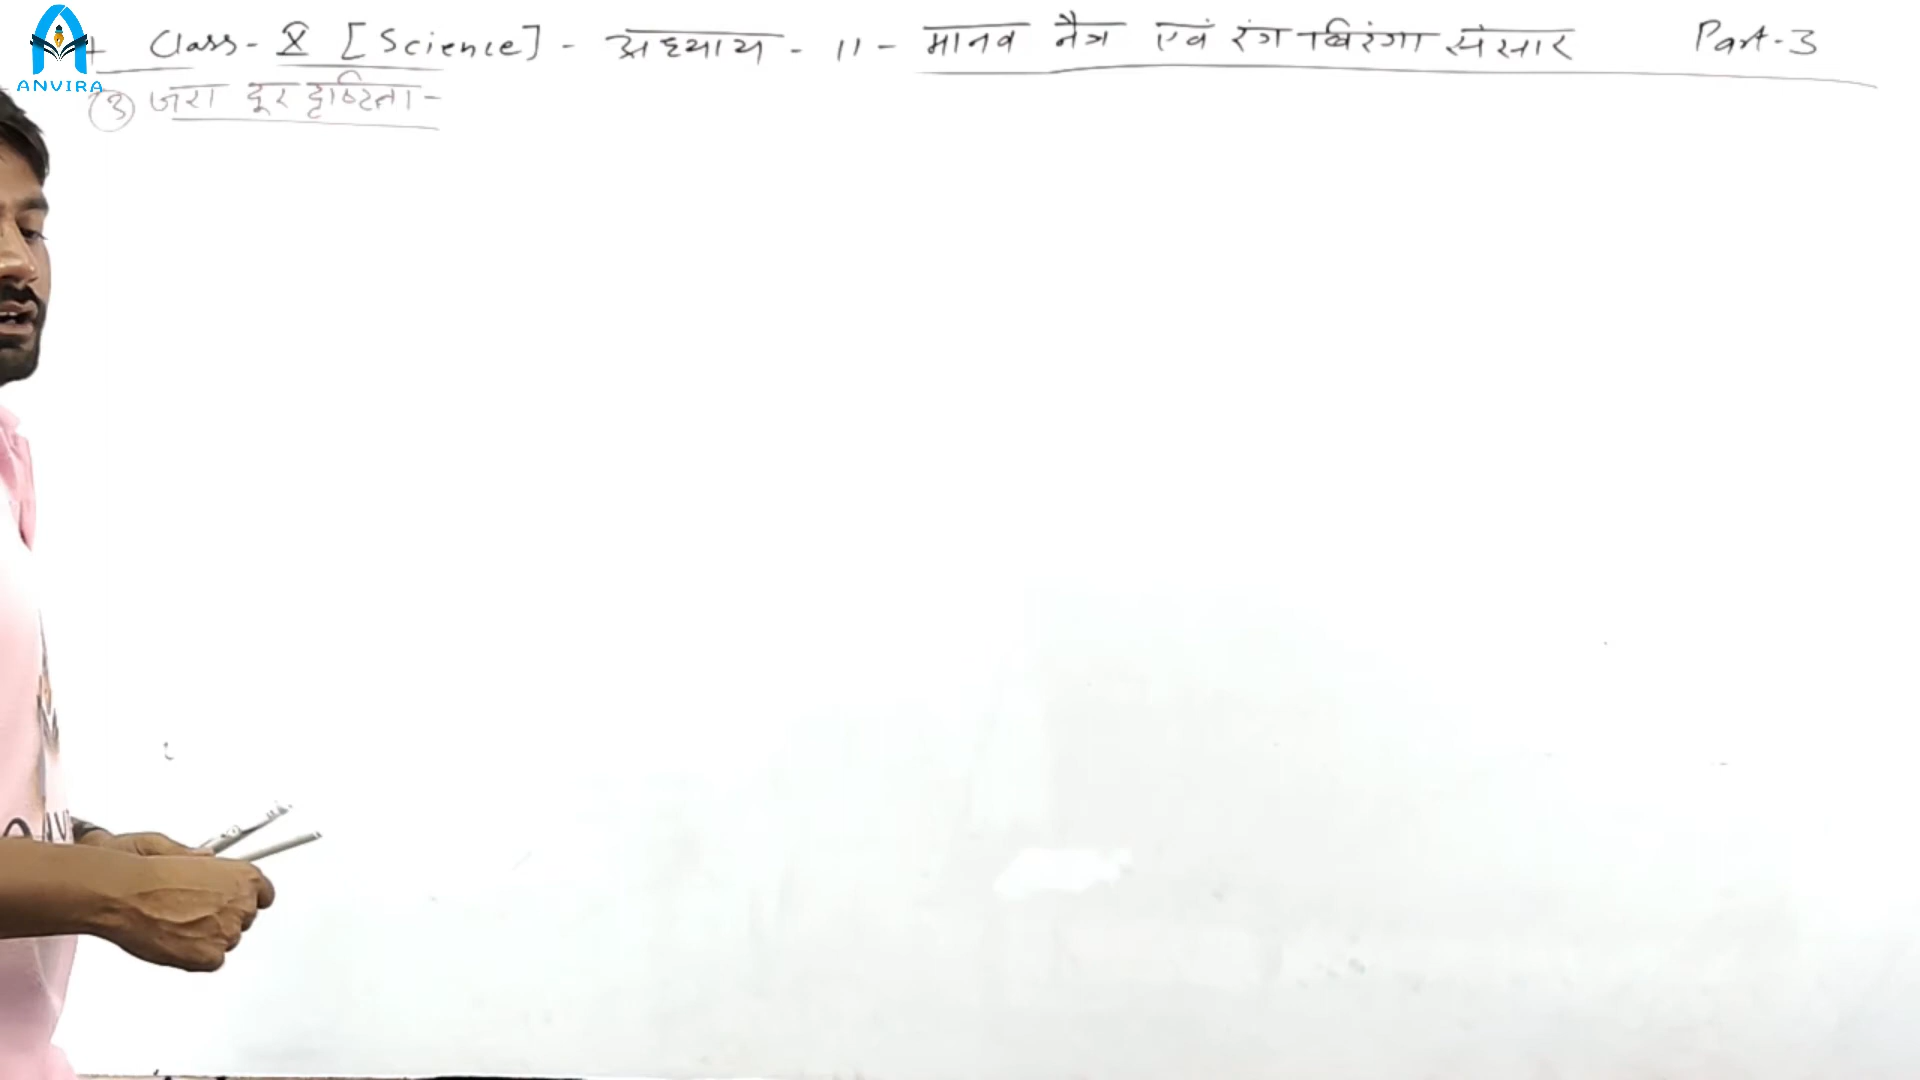 ANVIRA
Class - X [Science] - अध्याय - 11 - मानव नैत्र एवं रंग बिरंगा संसार Part-3
③ जरा दूर दृष्टिता -